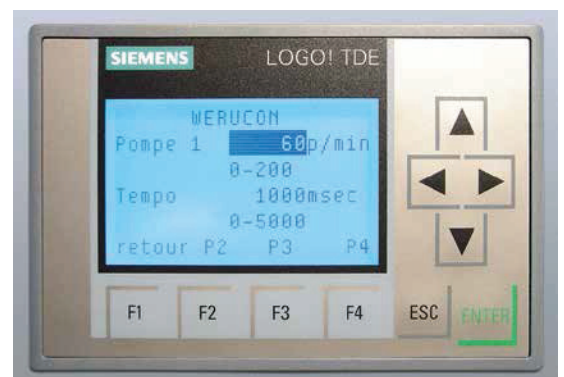 SIEMENS LOGO! TDE
WERUCON
Pompe 1 60p/min
0-200
Tempo 1000msec
0-5000
retour P2 P3 P4
F1 F2 F3 F4 ESC ENTER